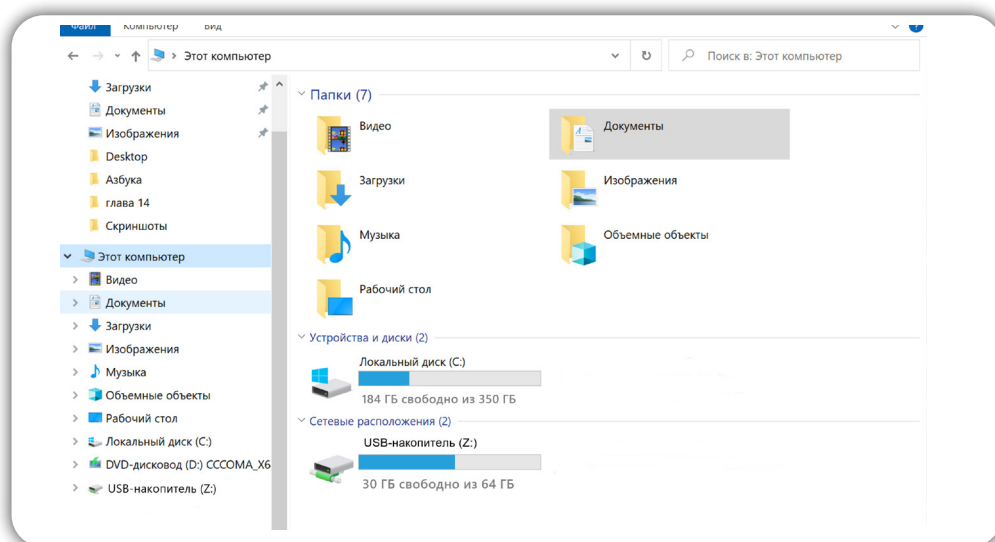 Файл Компьютер Вид
Этот компьютер
Поиск в: Этот компьютер
Загрузки
Документы
Изображения
Desktop
Азбука
глава 14
Скриншоты
Этот компьютер
Видео
Документы
Загрузки
Изображения
Музыка
Объемные объекты
Рабочий стол
Локальный диск (C:)
DVD-дисковод (D:) CCCOMA_X6
USB-накопитель (Z:)
Папки (7)
Видео
Документы
Загрузки
Изображения
Музыка
Объемные объекты
Рабочий стол
Устройства и диски (2)
Локальный диск (C:)
184 ГБ свободно из 350 ГБ
Сетевые расположения (2)
USB-накопитель (Z:)
30 ГБ свободно из 64 ГБ